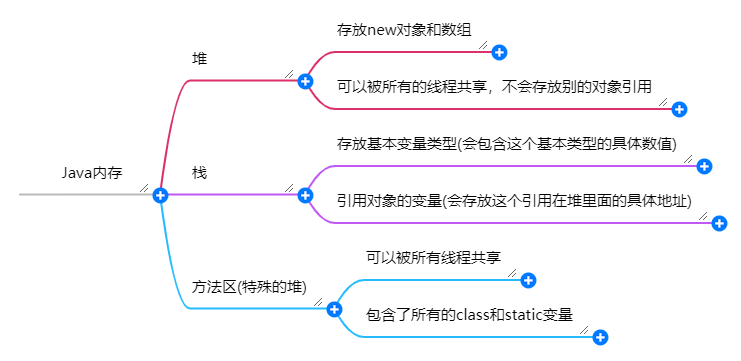 Java内存
堆
存放new对象和数组
可以被所有的线程共享，不会存放别的对象引用
栈
存放基本变量类型(会包含这个基本类型的具体数值)
引用对象的变量(会存放这个引用在堆里面的具体地址)
方法区(特殊的堆)
可以被所有线程共享
包含了所有的class和static变量